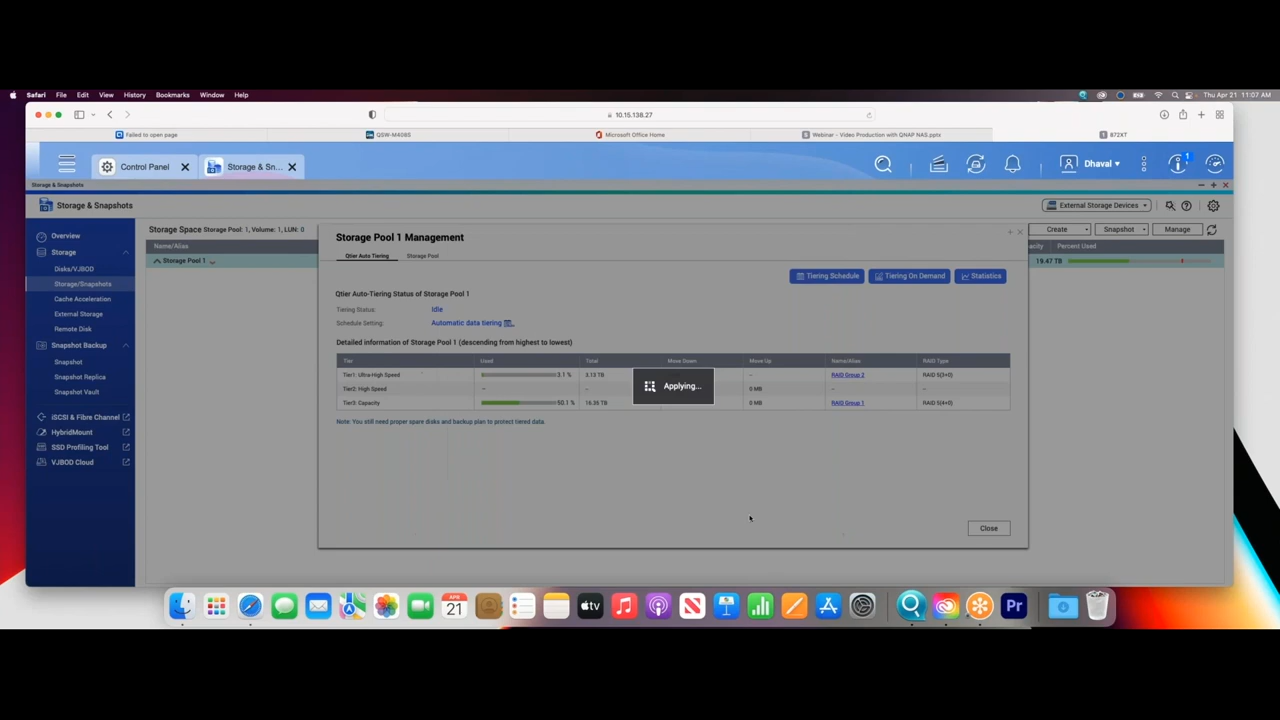 Safari File Edit View History Bookmarks Window Help Thu Apr 21 11:07 AM
10.15.138.27
Failed to open page QSW-M408S Microsoft Office Home Webinar - Video Production with QNAP NAS.pptx 872XT
Control Panel Storage & Sn... Dhaval 1
Storage & Snapshots
Storage & Snapshots External Storage Devices
Overview
Storage
Disks/VJBOD
Storage/Snapshots
Cache Acceleration
External Storage
Remote Disk
Snapshot Backup
Snapshot
Snapshot Replica
Snapshot Vault
iSCSI & Fibre Channel
HybridMount
SSD Profiling Tool
VJBOD Cloud
Storage Space Storage Pool: 1, Volume: 1, LUN: 0 Create Snapshot Manage
Name/Alias acity Percent Used
Storage Pool 1 19.47 TB
Storage Pool 1 Management
Qtier Auto Tiering Storage Pool
Tiering Schedule Tiering On Demand Statistics
Qtier Auto-Tiering Status of Storage Pool 1
Tiering Status: Idle
Schedule Setting: Automatic data tiering
Detailed information of Storage Pool 1 (descending from highest to lowest)
Tier Used Total Move Down Move Up Name/Alias RAID Type
Tier1: Ultra-High Speed 3.1 % 3.13 TB -- RAID Group 2 RAID 5(3+0)
Tier2: High Speed -- -- 0 MB -- --
Tier3: Capacity 50.1 % 16.35 TB 0 MB RAID Group 1 RAID 5(4+0)
Applying...
Note: You still need proper spare disks and backup plan to protect tiered data.
Close
APR
21
tv
Pr